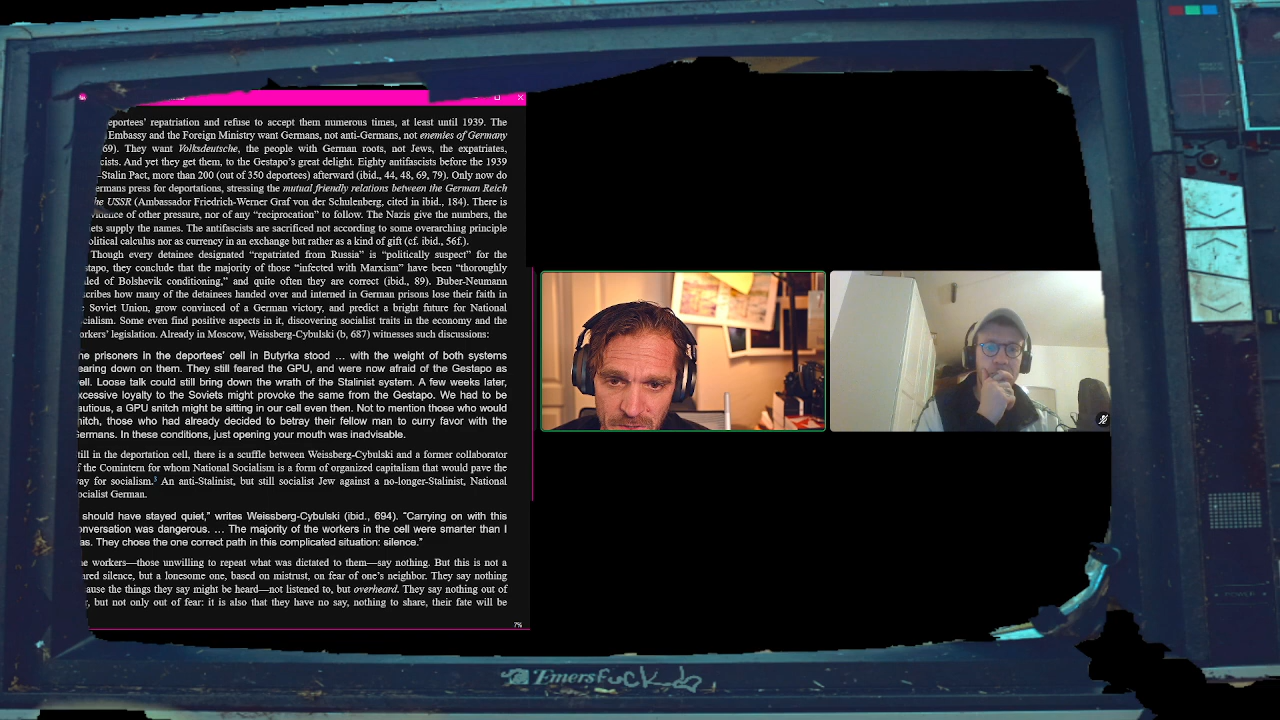 eportees' repatriation and refuse to accept them numerous times, at least until 1939. The
Embassy and the Foreign Ministry want Germans, not anti-Germans, not enemies of Germany
69). They want Volksdeutsche, the people with German roots, not Jews, the expatriates,
cists. And yet they get them, to the Gestapo's great delight. Eighty antifascists before the 1939
–Stalin Pact, more than 200 (out of 350 deportees) afterward (ibid., 44, 48, 69, 79). Only now do
ermans press for deportations, stressing the mutual friendly relations between the German Reich
he USSR (Ambassador Friedrich-Werner Graf von der Schulenberg, cited in ibid., 184). There is
vidence of other pressure, nor of any “reciprocation” to follow. The Nazis give the numbers, the
iets supply the names. The antifascists are sacrificed not according to some overarching principle
olitical calculus nor as currency in an exchange but rather as a kind of gift (cf. ibid., 56f.).
Though every detainee designated “repatriated from Russia” is “politically suspect” for the
stapo, they conclude that the majority of those “infected with Marxism” have been “thoroughly
led of Bolshevik conditioning,” and quite often they are correct (ibid., 89). Buber-Neumann
scribes how many of the detainees handed over and interned in German prisons lose their faith in
Soviet Union, grow convinced of a German victory, and predict a bright future for National
cialism. Some even find positive aspects in it, discovering socialist traits in the economy and the
orkers' legislation. Already in Moscow, Weissberg-Cybulski (b, 687) witnesses such discussions:
he prisoners in the deportees' cell in Butyrka stood … with the weight of both systems
earing down on them. They still feared the GPU, and were now afraid of the Gestapo as
ell. Loose talk could still bring down the wrath of the Stalinist system. A few weeks later,
xcessive loyalty to the Soviets might provoke the same from the Gestapo. We had to be
autious, a GPU snitch might be sitting in our cell even then. Not to mention those who would
nitch, those who had already decided to betray their fellow man to curry favor with the
ermans. In these conditions, just opening your mouth was inadvisable.
till in the deportation cell, there is a scuffle between Weissberg-Cybulski and a former collaborator
f the Comintern for whom National Socialism is a form of organized capitalism that would pave the
ay for socialism.3 An anti-Stalinist, but still socialist Jew against a no-longer-Stalinist, National
ocialist German.
should have stayed quiet,” writes Weissberg-Cybulski (ibid., 694). “Carrying on with this
onversation was dangerous. … The majority of the workers in the cell were smarter than I
as. They chose the one correct path in this complicated situation: silence.”
e workers—those unwilling to repeat what was dictated to them—say nothing. But this is not a
ared silence, but a lonesome one, based on mistrust, on fear of one's neighbor. They say nothing
ause the things they say might be heard—not listened to, but overheard. They say nothing out of
, but not only out of fear: it is also that they have no say, nothing to share, their fate will be
7%
POWER